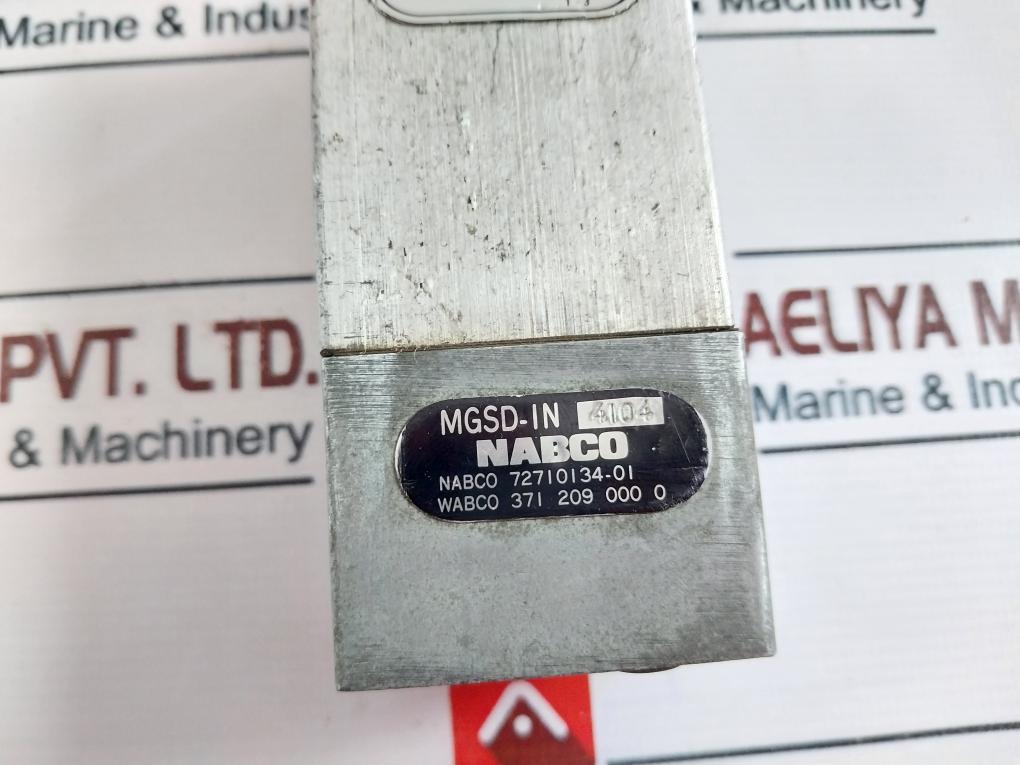 Marine & Indus
& Machinery
PVT. LTD.
& Machinery
AELIYA M
Marine & Indu
MGSD-IN 4104
NABCO
NABCO 72710134-01
WABCO 371 209 000 0